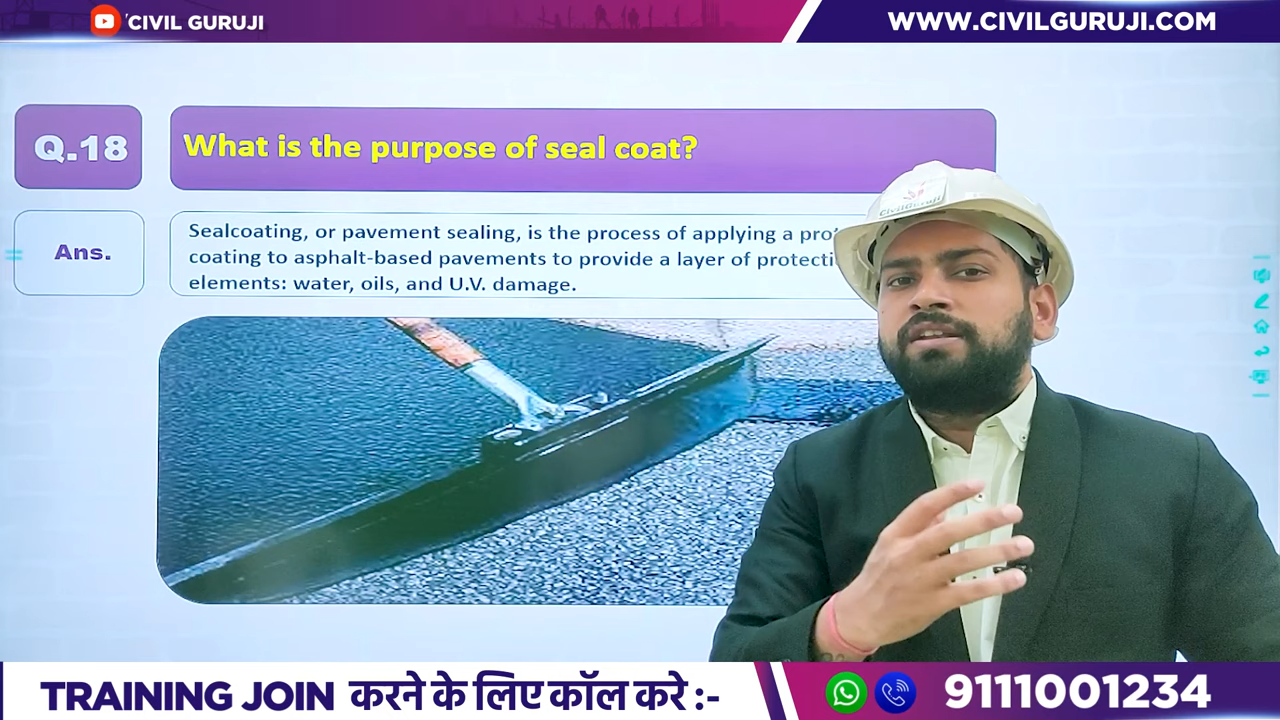 CIVIL GURUJI
WWW.CIVILGURUJI.COM
Q.18
What is the purpose of seal coat?
Ans.
Sealcoating, or pavement sealing, is the process of applying a
coating to asphalt-based pavements to provide a layer of
elements: water, oils, and U.V. damage.
TRAINING JOIN करने के लिए कॉल करे :-
9111001234